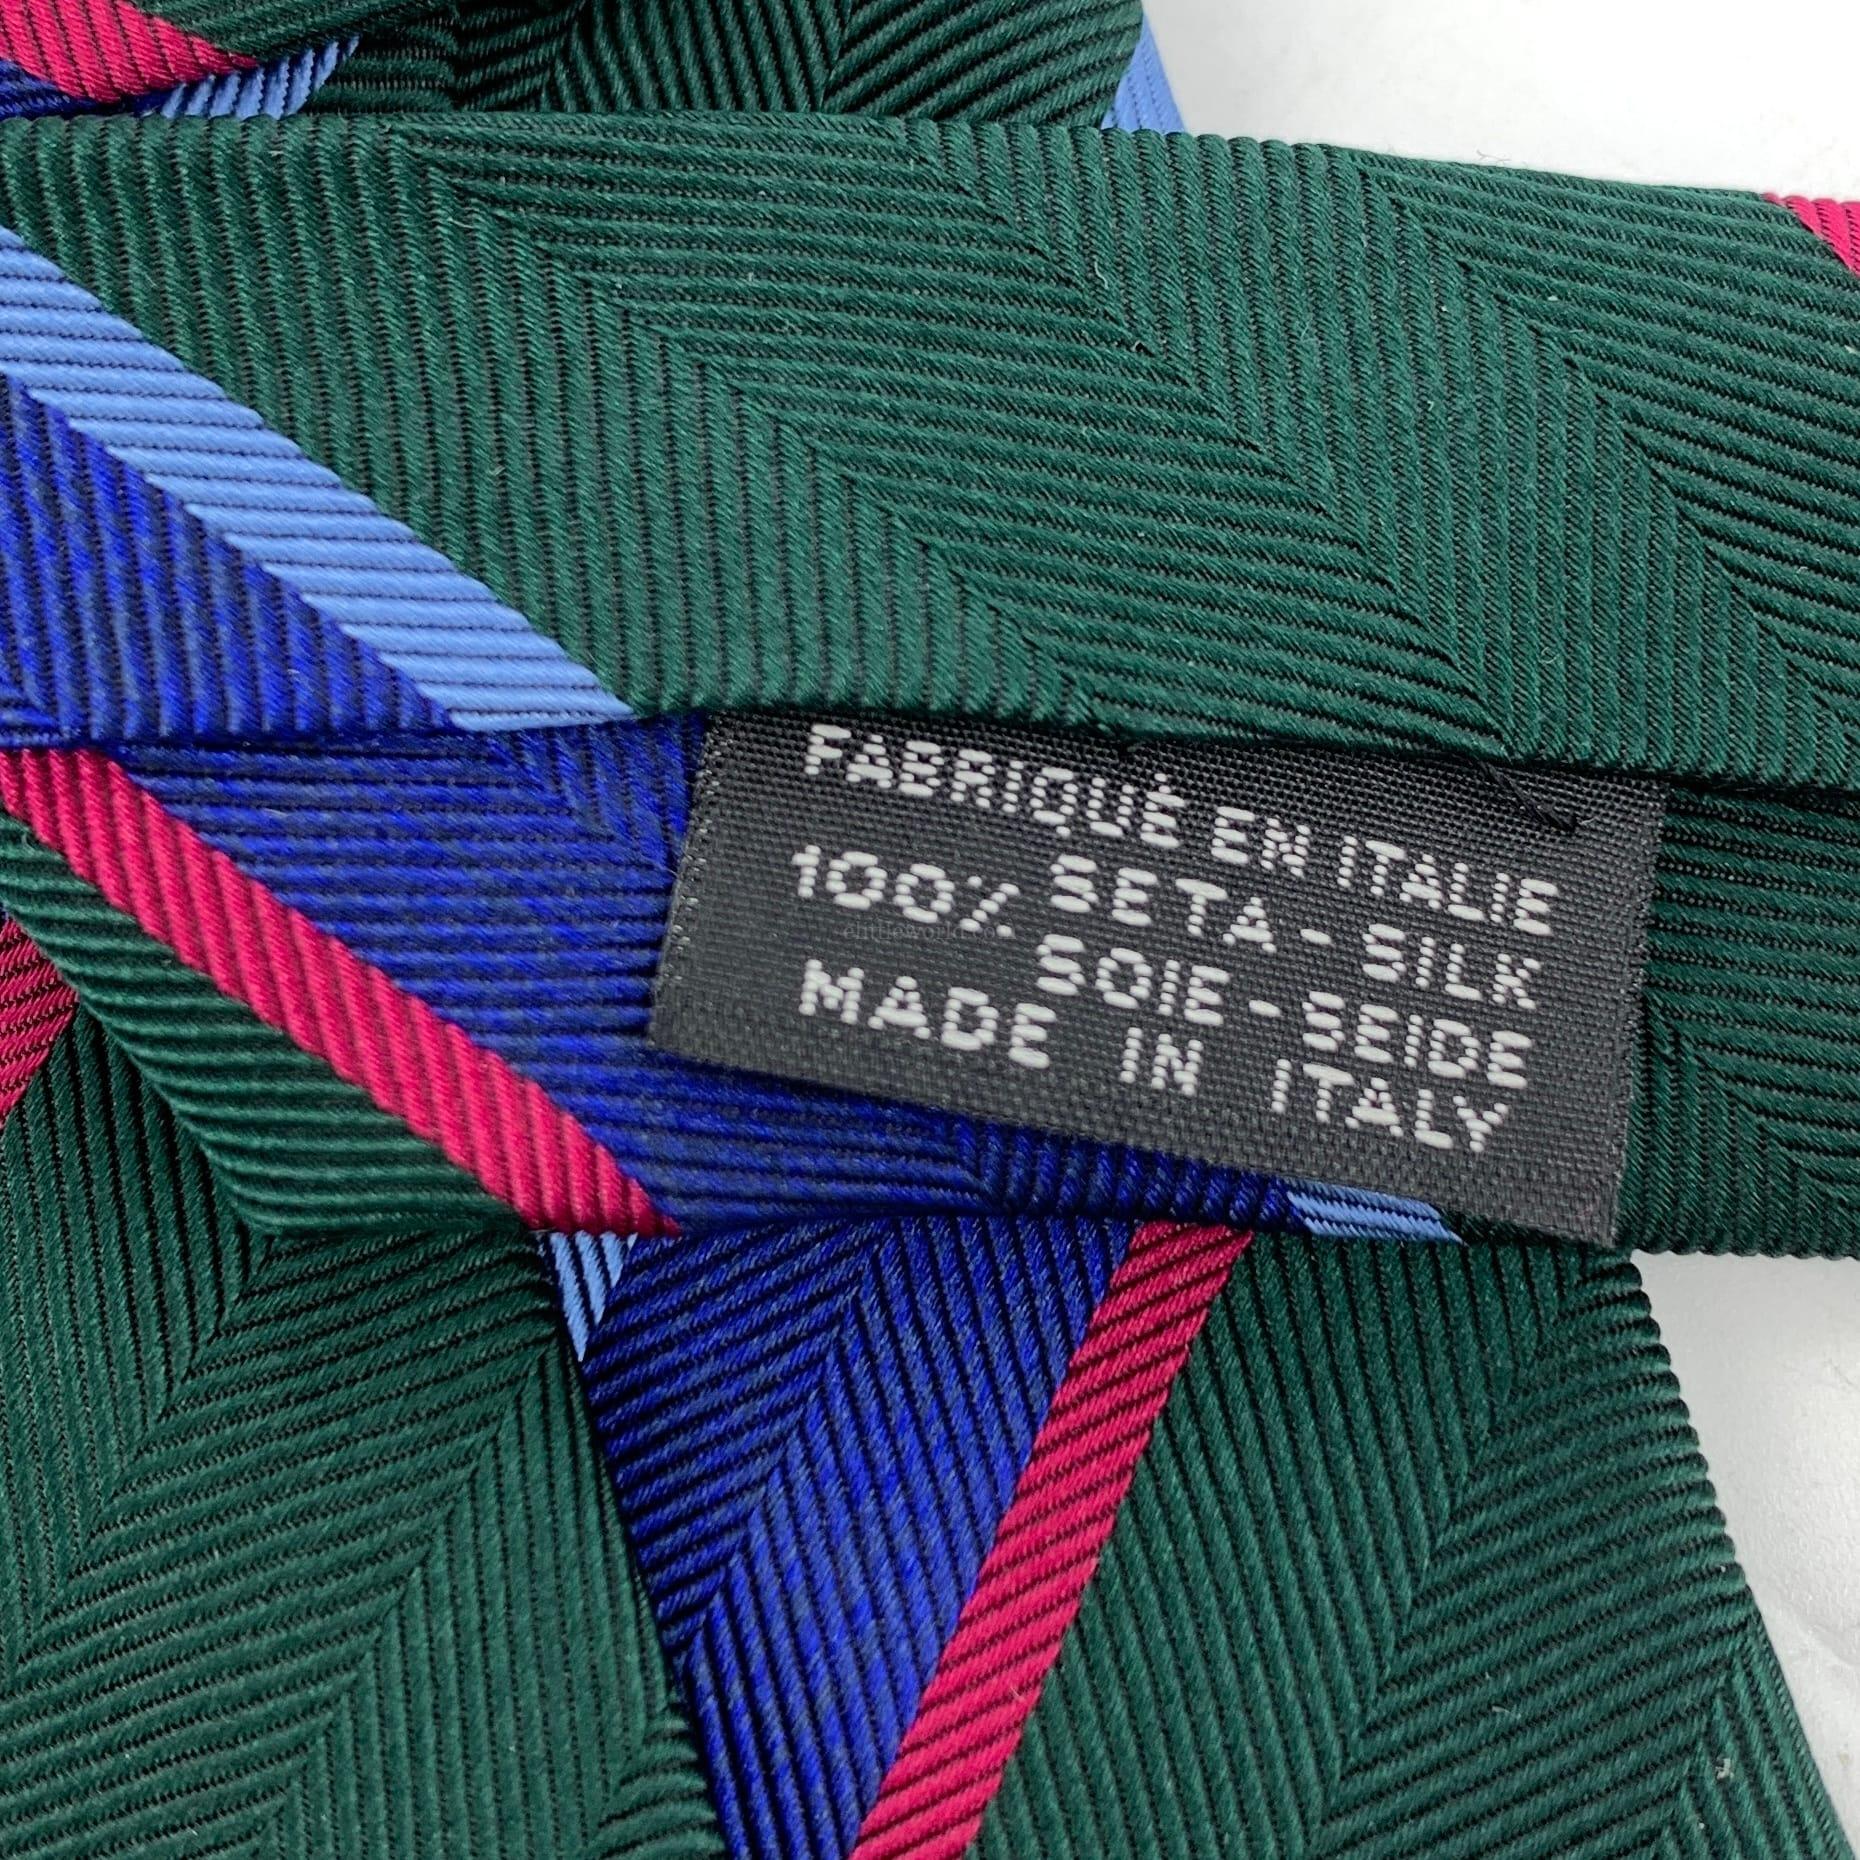 FABRIQUÉ EN ITALIE
100% SETA - SILK
SOIE - SEIDE
MADE IN ITALY